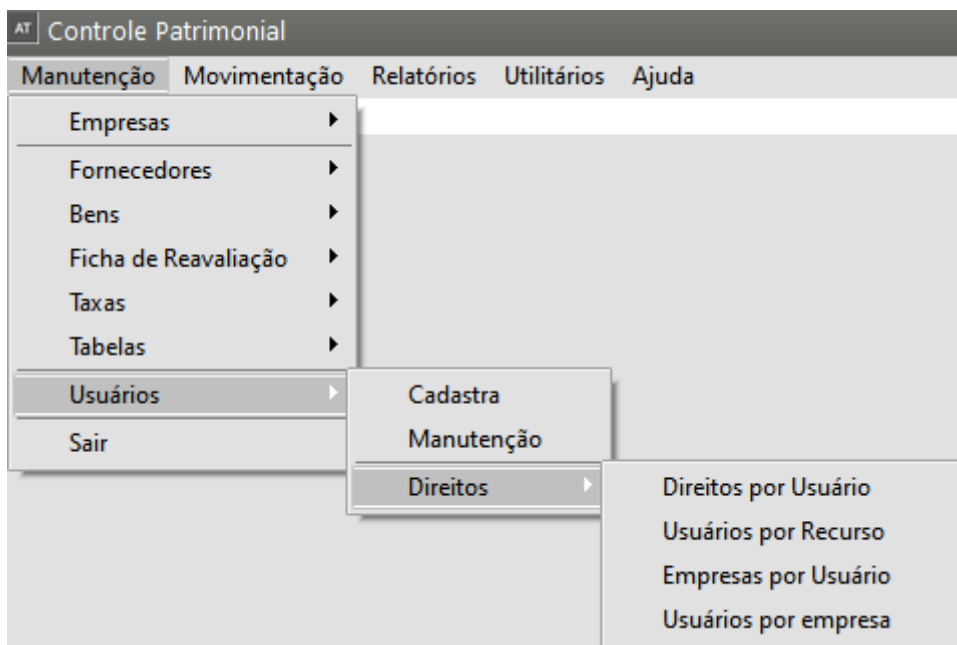 AT Controle Patrimonial
Manutenção Movimentação Relatórios Utilitários Ajuda
Empresas
Fornecedores
Bens
Ficha de Reavaliação
Taxas
Tabelas
Usuários
Sair
Cadastra
Manutenção
Direitos
Direitos por Usuário
Usuários por Recurso
Empresas por Usuário
Usuários por empresa